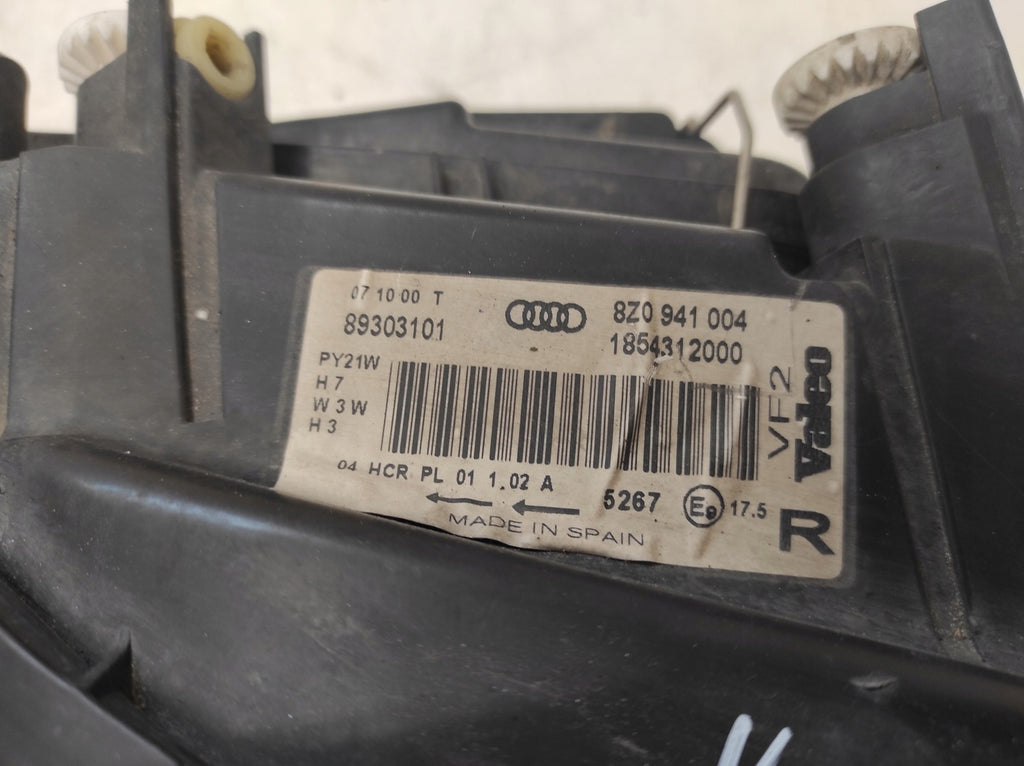 07 10 00 T
8Z0 941 004
89303101
1854312000
PY21W
H 7
W 3 W
H 3
VF2
Valeo
04 HCR PL 01 1.02 A
5267
E9
17.5
R
MADE IN SPAIN